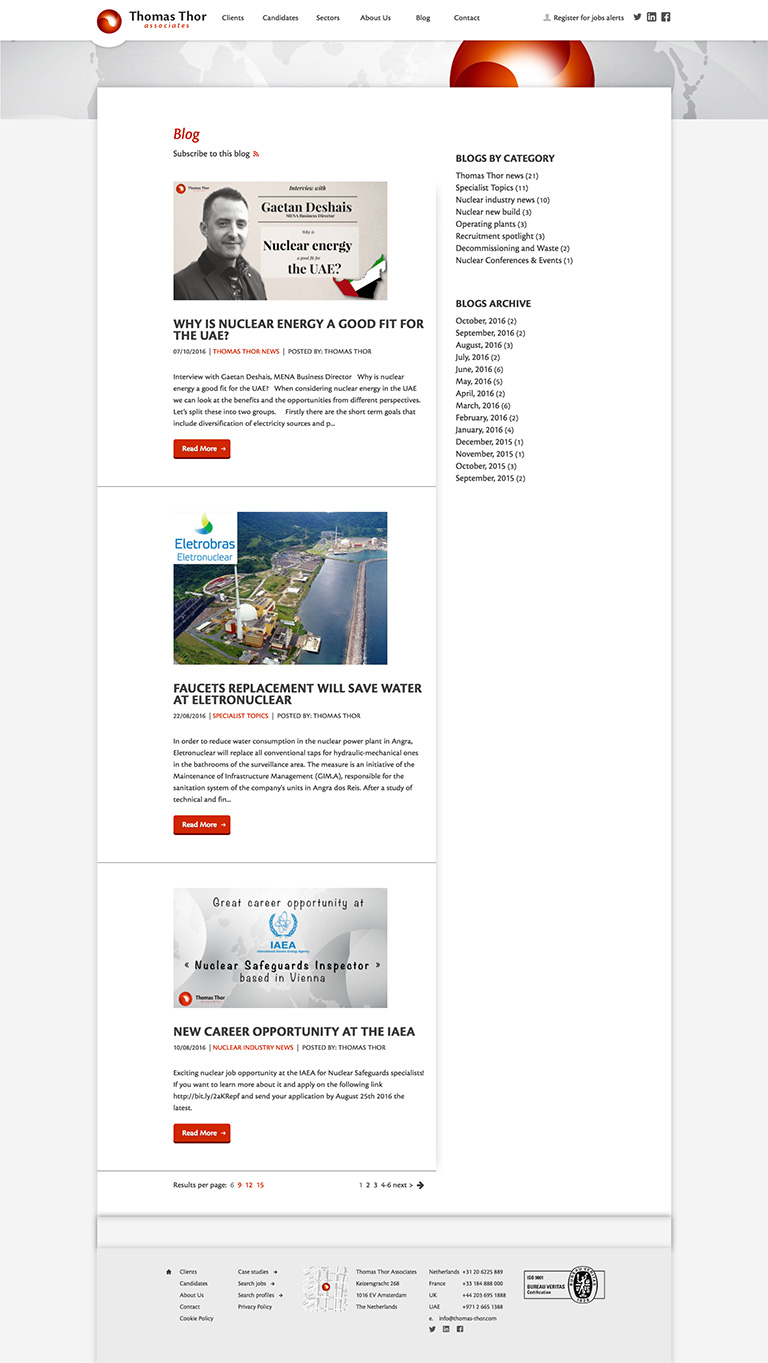 Thomas Thor
associates
Clients
Candidates
Sectors
About Us
Blog
Contact
Register for jobs alerts
Blog
Subscribe to this blog
Thomas Thor
Interview with
Gaetan Deshais
MENA Business Director
Why is
Nuclear energy
a good fit for
the UAE?
WHY IS NUCLEAR ENERGY A GOOD FIT FOR
THE UAE?
07/10/2016 | THOMAS THOR NEWS | POSTED BY: THOMAS THOR
Interview with Gaetan Deshais, MENA Business Director Why is nuclear
energy a good fit for the UAE? When considering nuclear energy in the UAE
we can look at the benefits and the opportunities from different perspectives.
Let's split these into two groups. Firstly there are the short term goals that
include diversification of electricity sources and p...
Read More →
Eletrobras
Eletronuclear
FAUCETS REPLACEMENT WILL SAVE WATER
AT ELETRONUCLEAR
22/08/2016 | SPECIALIST TOPICS | POSTED BY: THOMAS THOR
In order to reduce water consumption in the nuclear power plant in Angra,
Eletronuclear will replace all conventional taps for hydraulic-mechanical ones
in the bathrooms of the surveillance area. The measure is an initiative of the
Maintenance of Infrastructure Management (GIM.A), responsible for the
sanitation system of the company's units in Angra dos Reis. After a study of
technical and fin...
Read More →
Great career opportunity at
IAEA
International Atomic Energy Agency
« Nuclear Safeguards Inspector »
based in Vienna
Thomas Thor
NEW CAREER OPPORTUNITY AT THE IAEA
10/08/2016 | NUCLEAR INDUSTRY NEWS | POSTED BY: THOMAS THOR
Exciting nuclear job opportunity at the IAEA for Nuclear Safeguards specialists!
If you want to learn more about it and apply on the following link
http://bit.ly/2aKRepf and send your application by August 25th 2016 the
latest.
Read More →
Results per page: 6 9 12 15
1 2 3 4-6 next > →
BLOGS BY CATEGORY
Thomas Thor news (21)
Specialist Topics (11)
Nuclear industry news (10)
Nuclear new build (3)
Operating plants (3)
Recruitment spotlight (3)
Decommissioning and Waste (2)
Nuclear Conferences & Events (1)
BLOGS ARCHIVE
October, 2016 (2)
September, 2016 (2)
August, 2016 (3)
July, 2016 (2)
June, 2016 (6)
May, 2016 (5)
April, 2016 (2)
March, 2016 (6)
February, 2016 (2)
January, 2016 (4)
December, 2015 (1)
November, 2015 (1)
October, 2015 (3)
September, 2015 (2)
Clients
Candidates
About Us
Contact
Cookie Policy
Case studies →
Search jobs →
Search profiles →
Privacy Policy
Thomas Thor Associates
Keizersgracht 268
1016 EV Amsterdam
The Netherlands
Netherlands +31 20 6225 889
France +33 184 888 000
UK +44 203 695 1888
UAE +971 2 665 1388
e. info@thomas-thor.com
ISO 9001
BUREAU VERITAS
Certification